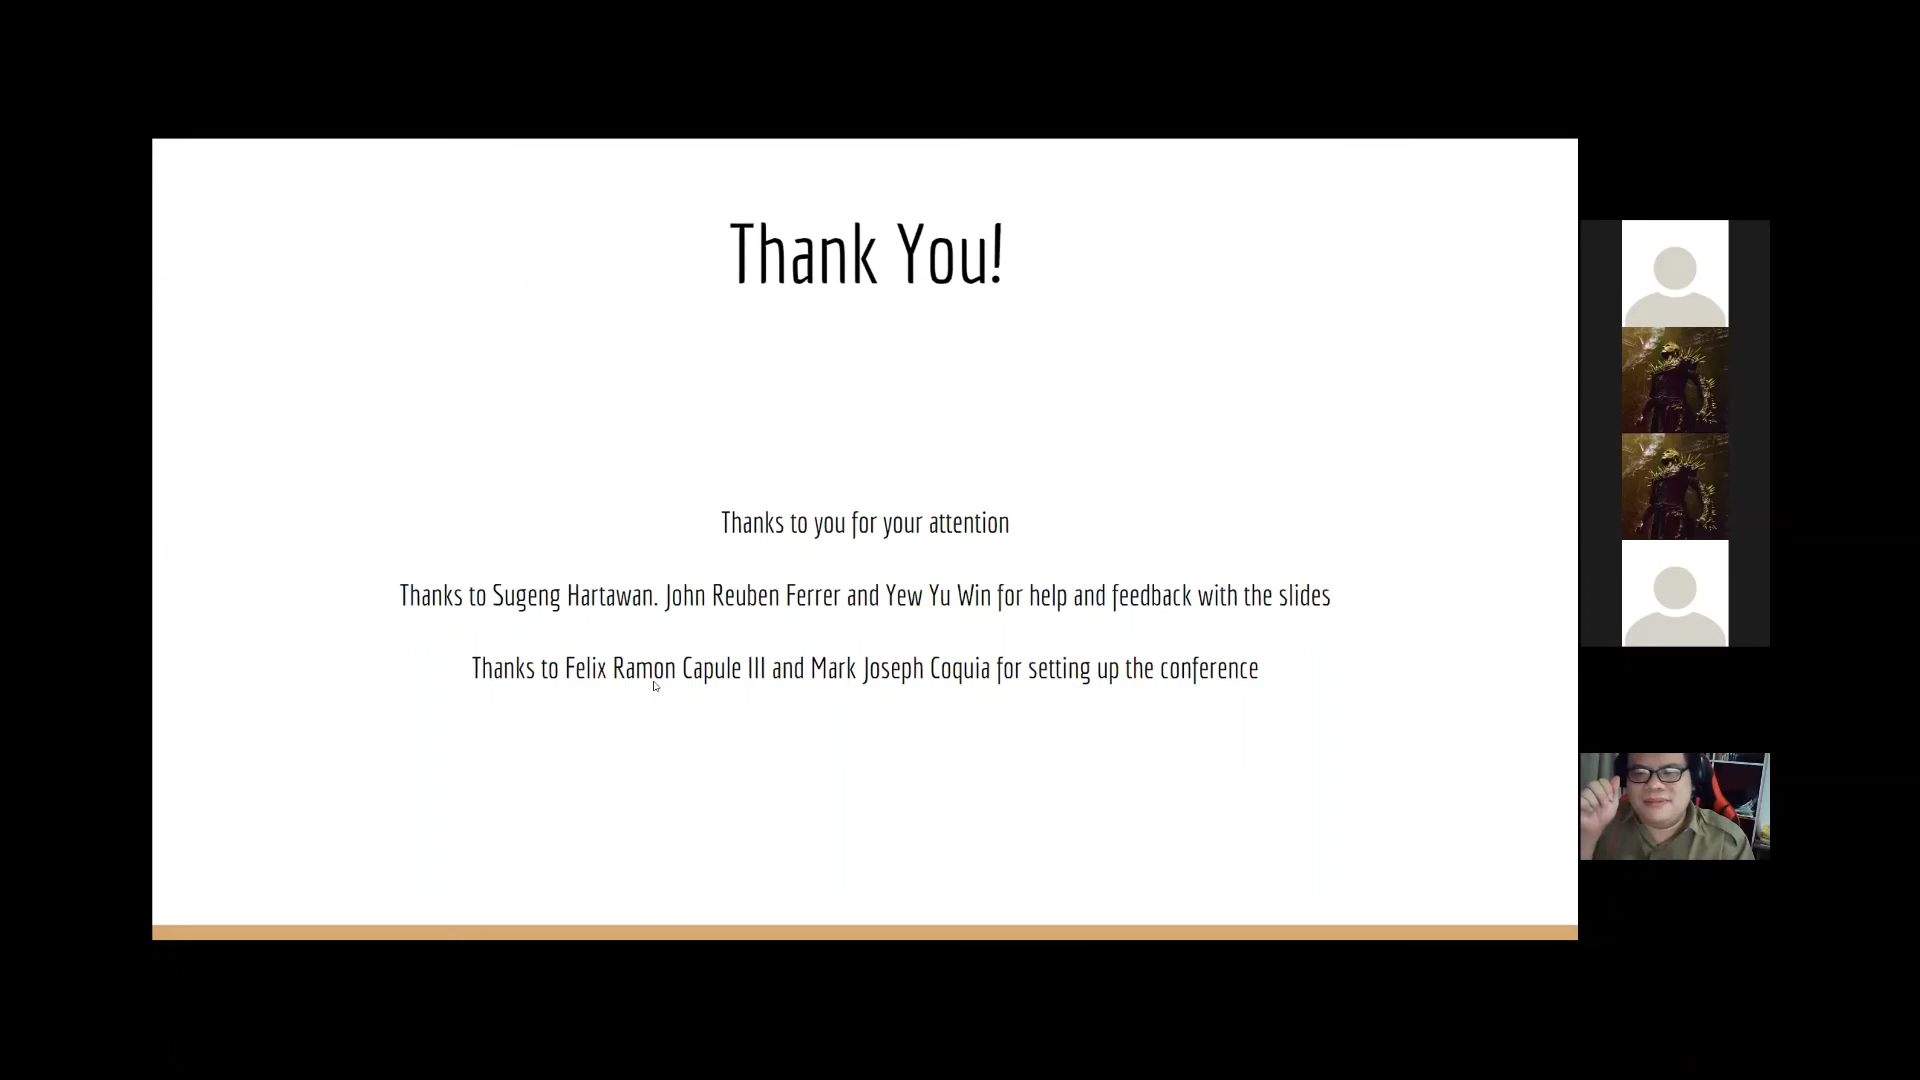 Thank You!
Thanks to you for your attention
Thanks to Sugeng Hartawan. John Reuben Ferrer and Yew Yu Win for help and feedback with the slides
Thanks to Felix Ramon Capule III and Mark Joseph Coquia for setting up the conference